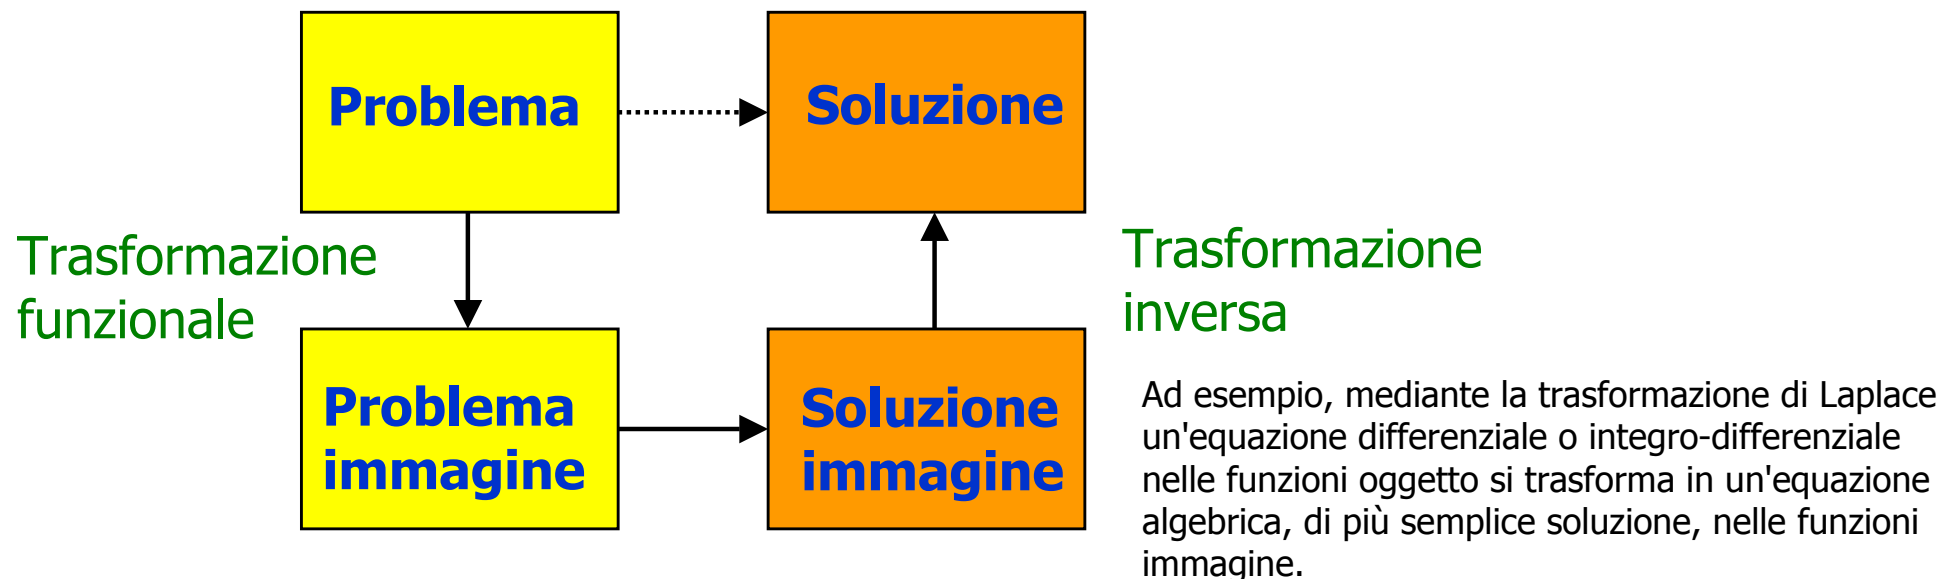 Problema
Soluzione
Trasformazione
funzionale
Trasformazione
inversa
Problema
immagine
Soluzione
immagine
Ad esempio, mediante la trasformazione di Laplace
un'equazione differenziale o integro-differenziale
nelle funzioni oggetto si trasforma in un'equazione
algebrica, di più semplice soluzione, nelle funzioni
immagine.